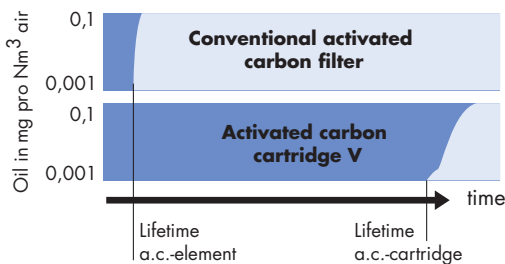 Oil in mg pro Nm³ air
0,1
Conventional activated
carbon filter
0,001
0,1
Activated carbon
cartridge V
0,001
time
Lifetime
a.c.-element
Lifetime
a.c.-cartridge